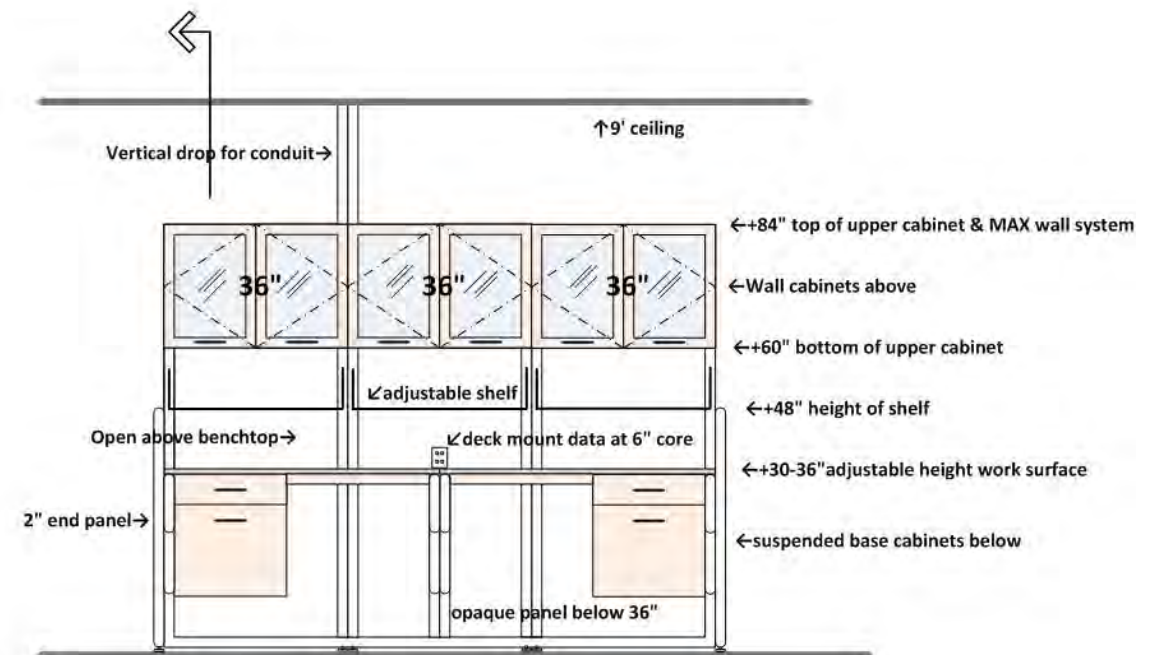 ↑9' ceiling
Vertical drop for conduit→
←+84" top of upper cabinet & MAX wall system
36" 36" 36" ←Wall cabinets above
←+60" bottom of upper cabinet
↙adjustable shelf
←+48" height of shelf
Open above benchtop→ ↙deck mount data at 6" core
←+30-36"adjustable height work surface
2" end panel→
←suspended base cabinets below
opaque panel below 36"